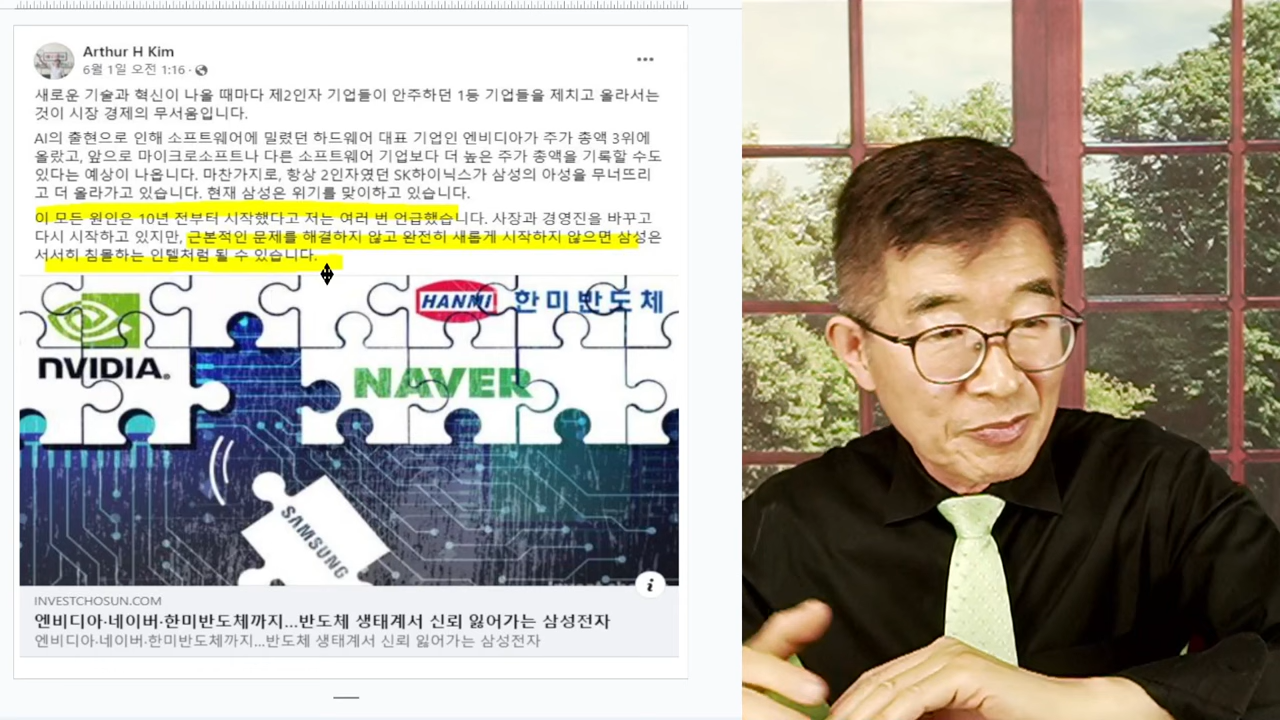 Arthur H Kim
6월 1일 오전 1:16 ·
새로운 기술과 혁신이 나올 때마다 제2인자 기업들이 안주하던 1등 기업들을 제치고 올라서는
것이 시장 경제의 무서움입니다.
AI의 출현으로 인해 소프트웨어에 밀렸던 하드웨어 대표 기업인 엔비디아가 주가 총액 3위에
올랐고, 앞으로 마이크로소프트나 다른 소프트웨어 기업보다 더 높은 주가 총액을 기록할 수도
있다는 예상이 나옵니다. 마찬가지로, 항상 2인자였던 SK하이닉스가 삼성의 아성을 무너뜨리
고 더 올라가고 있습니다. 현재 삼성은 위기를 맞이하고 있습니다.
이 모든 원인은 10년 전부터 시작했다고 저는 여러 번 언급했습니다. 사장과 경영진을 바꾸고
다시 시작하고 있지만, 근본적인 문제를 해결하지 않고 완전히 새롭게 시작하지 않으면 삼성은
서서히 침몰하는 인텔처럼 될 수 있습니다.
HANMI 한미반도체
NVIDIA.
NAVER
SAMSUNG
INVESTCHOSUN.COM
엔비디아·네이버·한미반도체까지...반도체 생태계서 신뢰 잃어가는 삼성전자
엔비디아·네이버·한미반도체까지...반도체 생태계서 신뢰 잃어가는 삼성전자